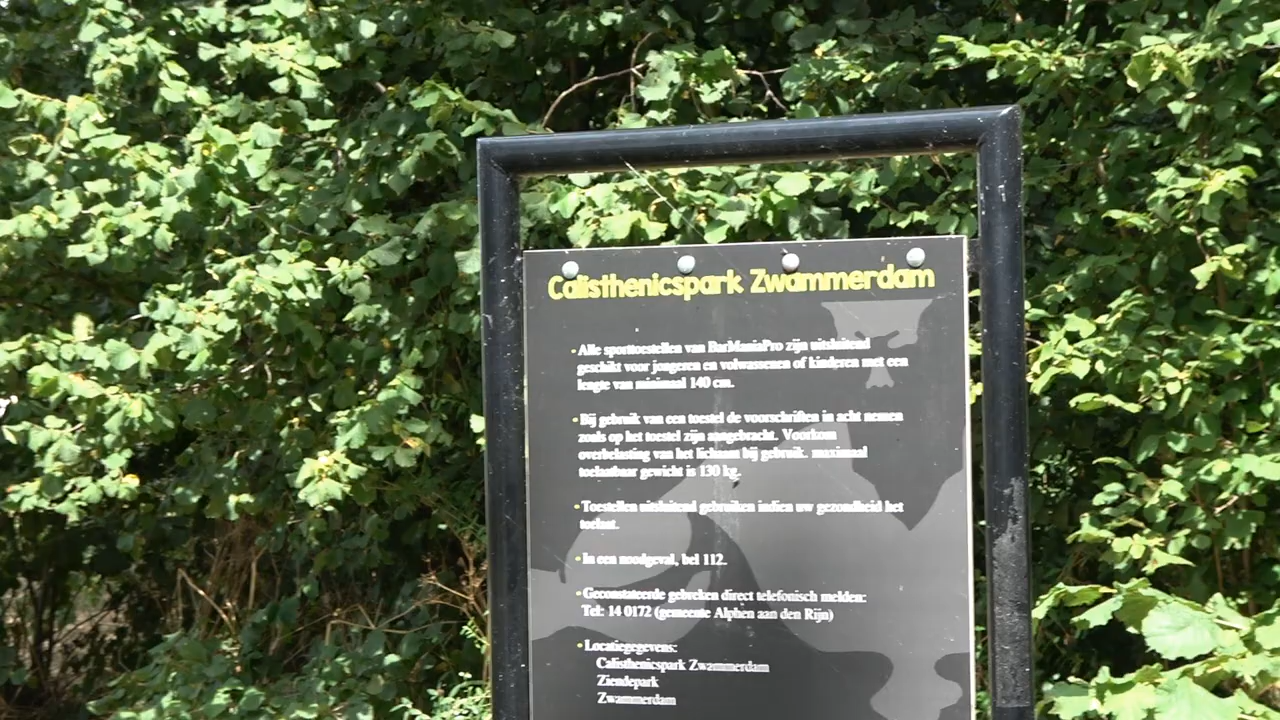 Calisthenicspark Zwammerdam
• Alle sporttoestellen van BarManiaPro zijn uitsluitend
geschikt voor jongeren en volwassenen of kinderen met een
lengte van minimaal 140 cm.
• Bij gebruik van een toestel de voorschriften in acht nemen
zoals op het toestel zijn aangebracht. Voorkom
overbelasting van het lichaam bij gebruik. maximaal
toelaatbaar gewicht is 130 kg.
• Toestellen uitsluitend gebruiken indien uw gezondheid het
toelaat.
• In een noodgeval, bel 112.
• Geconstateerde gebreken direct telefonisch melden:
Tel: 14 0172 (gemeente Alphen aan den Rijn)
• Locatiegegevens:
Calisthenicspark Zwammerdam
Ziendepark
Zwammerdam